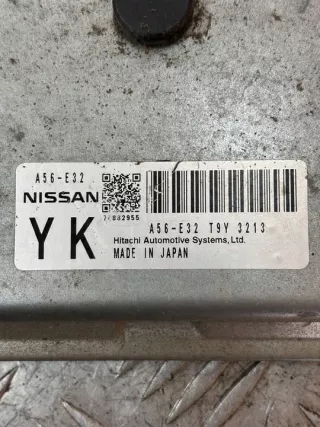 A56-E32
NISSAN
YK
A56-E32 T9Y 3213
Hitachi Automotive Systems, Ltd.
MADE IN JAPAN